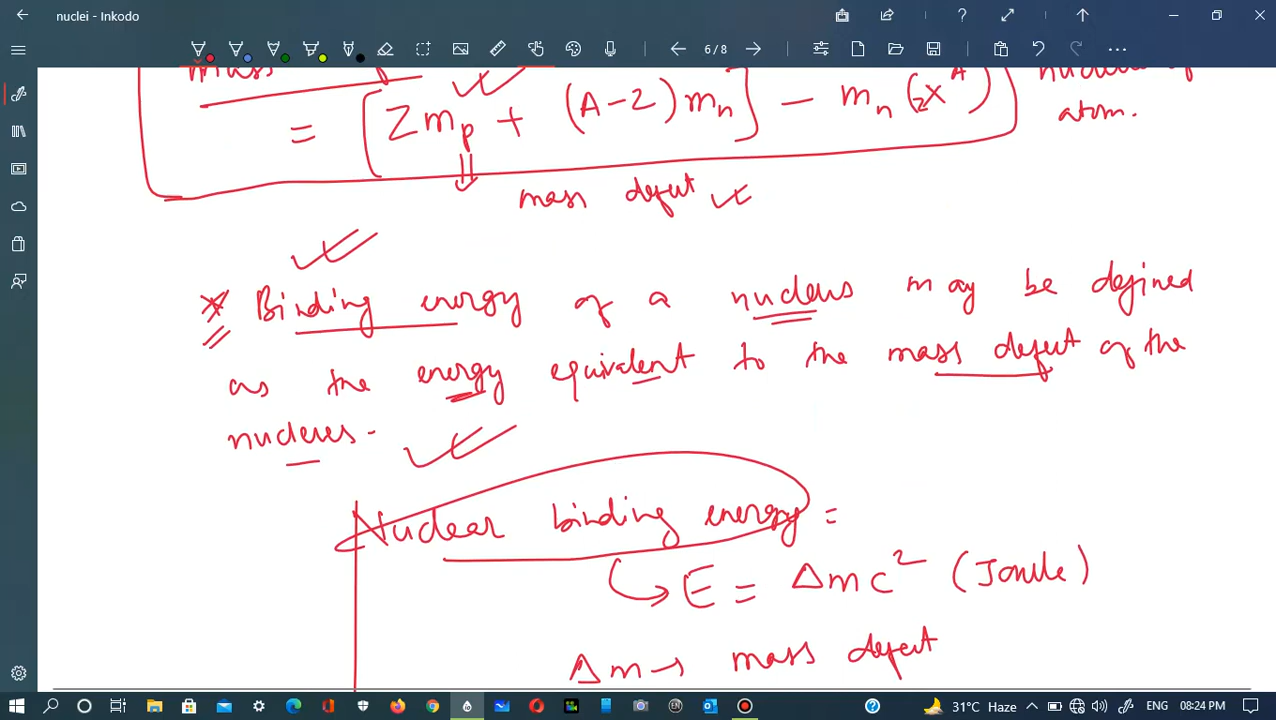 nuclei - Inkodo
6 / 8
mass
= [Zmp + (A-Z)mn] - mn(zX^A)
atom.
mass defect
* Binding energy of a nucleus may be defined
as the energy equivalent to the mass defect of the
nucleus.
Nuclear binding energy =
↳ E = Δmc² (Joule)
Δm → mass defect
31°C Haze
ENG
08:24 PM